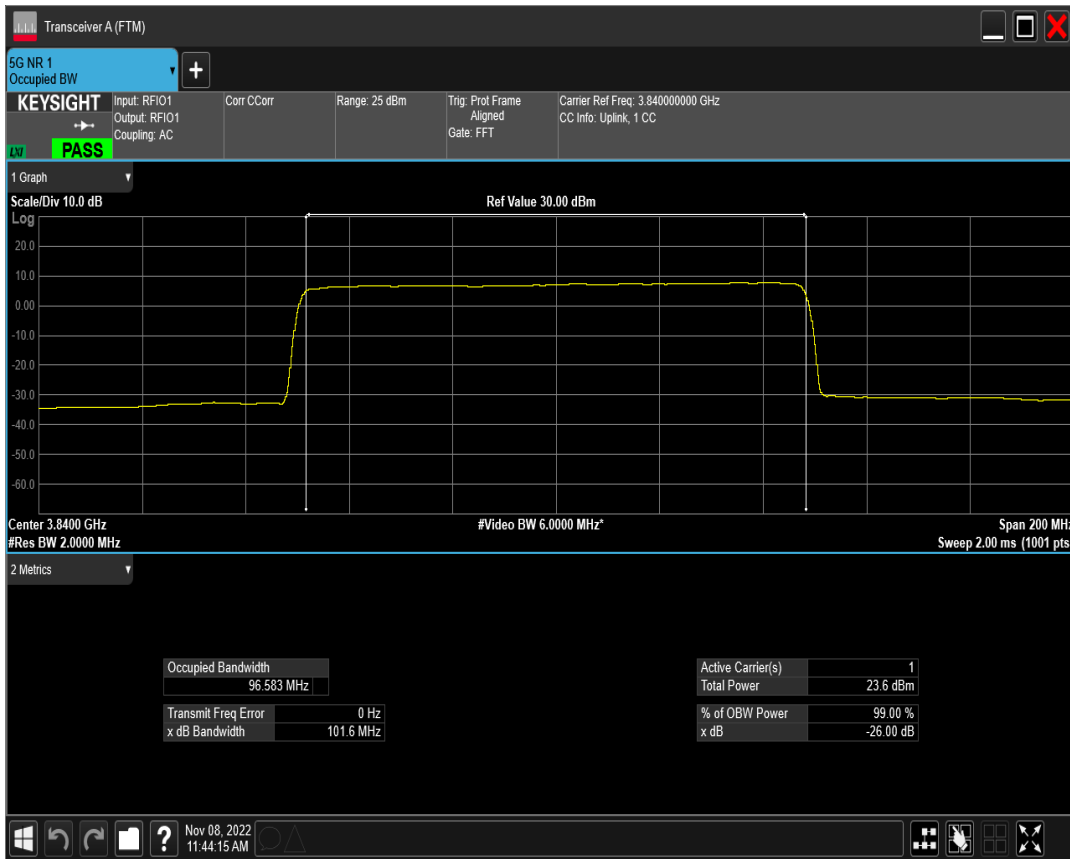 Transceiver A (FTM)
5G NR 1
Occupied BW
+
KEYSIGHT
LXI
PASS
Input: RFIO1
Output: RFIO1
Coupling: AC
Corr CCorr
Range: 25 dBm
Trig: Prot Frame
Aligned
Gate: FFT
Carrier Ref Freq: 3.840000000 GHz
CC Info: Uplink, 1 CC
1 Graph
Scale/Div 10.0 dB
Ref Value 30.00 dBm
Log
20.0
10.0
0.00
-10.0
-20.0
-30.0
-40.0
-50.0
-60.0
Center 3.8400 GHz
#Video BW 6.0000 MHz*
Span 200 MHz
#Res BW 2.0000 MHz
Sweep 2.00 ms (1001 pts
2 Metrics
Occupied Bandwidth
96.583 MHz
Transmit Freq Error 0 Hz
x dB Bandwidth 101.6 MHz
Active Carrier(s) 1
Total Power 23.6 dBm
% of OBW Power 99.00 %
x dB -26.00 dB
?
Nov 08, 2022
11:44:15 AM